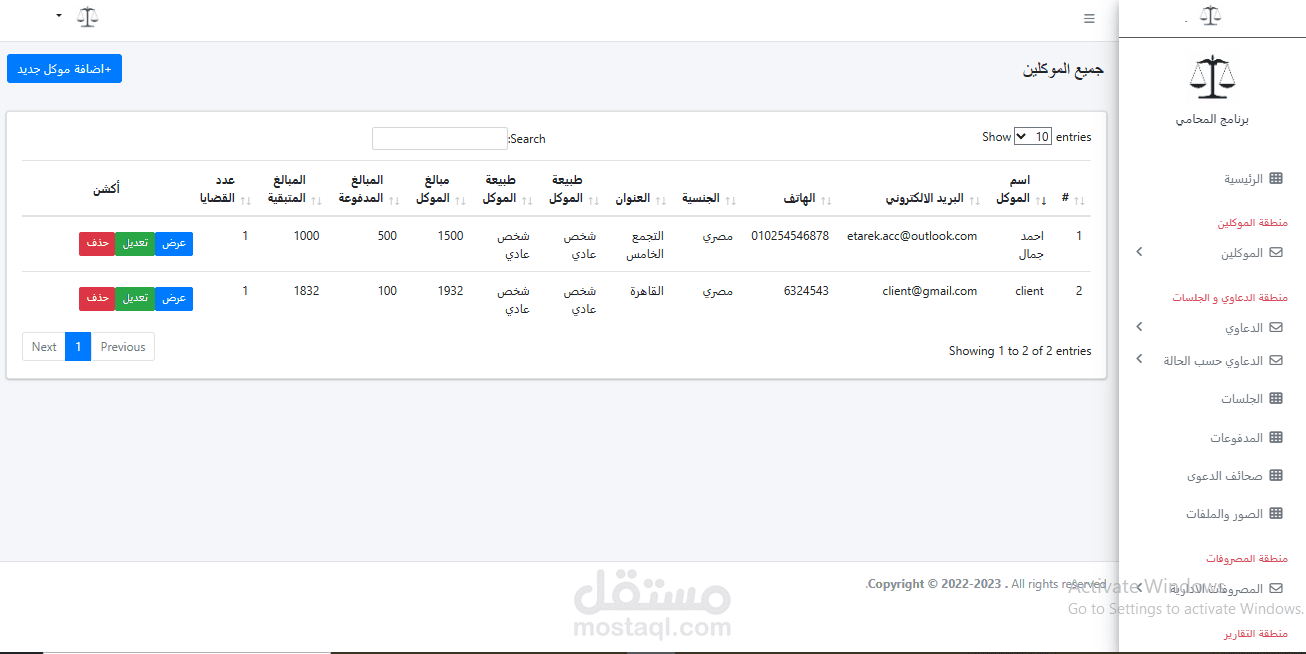 برنامج المحامي
الرئيسية
منطقة الموكلين
الموكلين
منطقة الدعاوي و الجلسات
الدعاوي
الدعاوي حسب الحالة
الجلسات
المدفوعات
صحائف الدعوى
الصور والملفات
منطقة المصروفات
المصروفات الادارية
منطقة التقارير
جميع الموكلين
+اضافة موكل جديد
Show 10 entries
Search:
# اسم الموكل البريد الالكتروني الهاتف الجنسية العنوان طبيعة الموكل طبيعة الموكل مبالغ الموكل المبالغ المدفوعة المبالغ المتبقية عدد القضايا أكشن
1 احمد جمال etarek.acc@outlook.com 010254546878 مصري التجمع الخامس شخص عادي شخص عادي 1500 500 1000 1 عرض تعديل حذف
2 client client@gmail.com 6324543 مصري القاهرة شخص عادي شخص عادي 1932 100 1832 1 عرض تعديل حذف
Showing 1 to 2 of 2 entries
Previous 1 Next
Copyright © 2022-2023 . All rights reserved.
مستقل
mostaql.com
Activate Windows
Go to Settings to activate Windows.